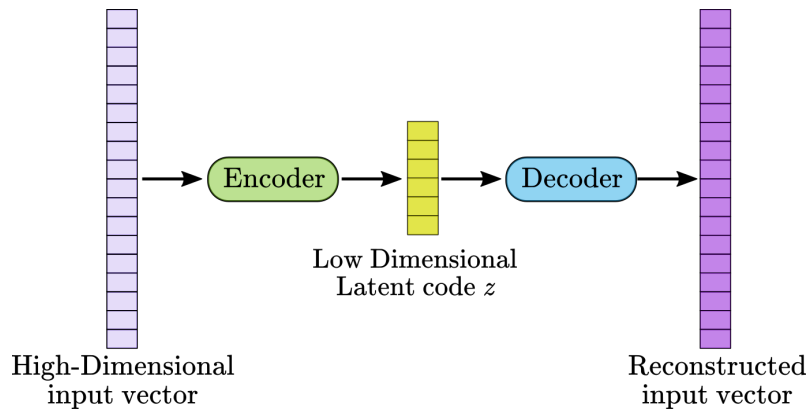 Encoder
Decoder
Low Dimensional
Latent code z
High-Dimensional
input vector
Reconstructed
input vector